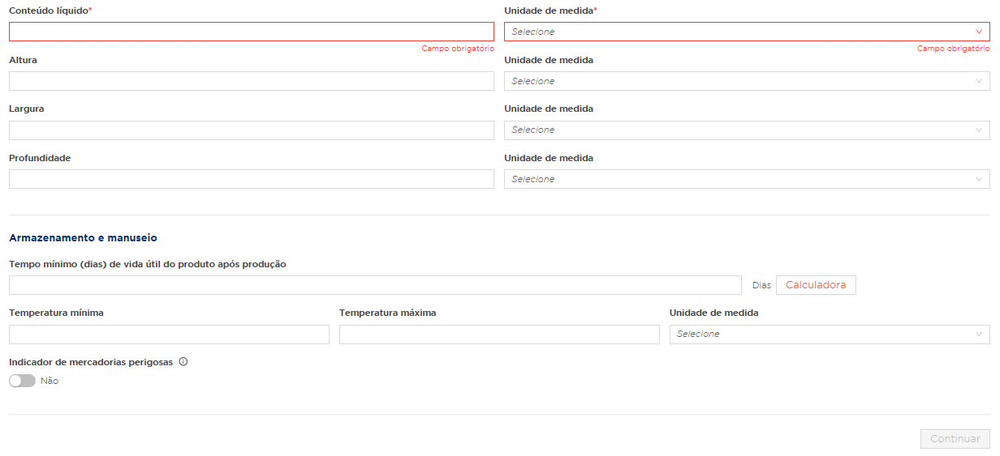 Conteúdo líquido* Unidade de medida*
Selecione
Campo obrigatório Campo obrigatório
Altura Unidade de medida
Selecione
Largura Unidade de medida
Selecione
Profundidade Unidade de medida
Selecione
Armazenamento e manuseio
Tempo mínimo (dias) de vida útil do produto após produção
Dias Calculadora
Temperatura mínima Temperatura máxima Unidade de medida
Selecione
Indicador de mercadorias perigosas
Não
Continuar